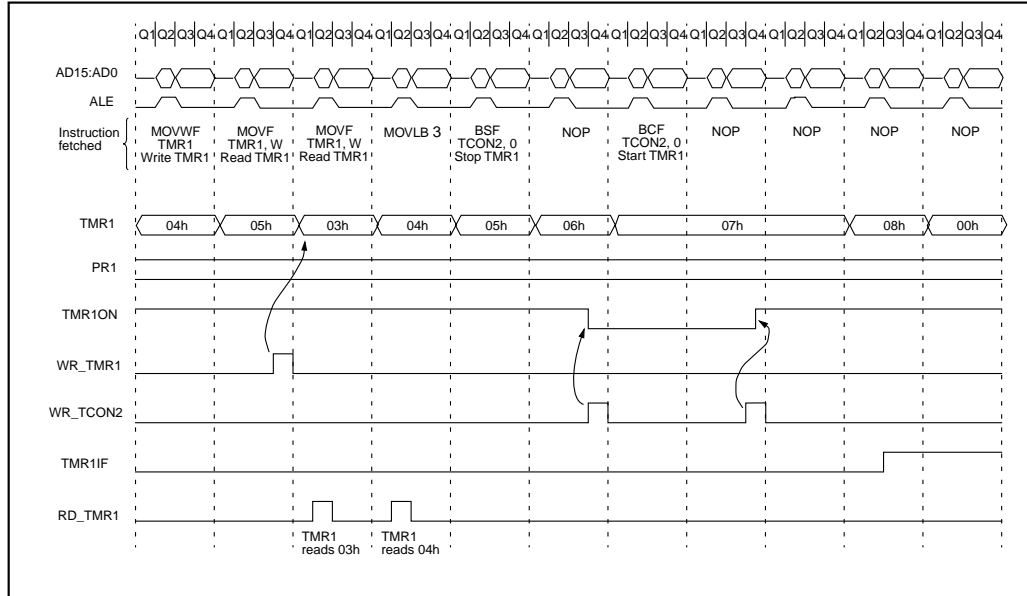 Q1 Q2 Q3 Q4 Q1 Q2 Q3 Q4 Q1 Q2 Q3 Q4 Q1 Q2 Q3 Q4 Q1 Q2 Q3 Q4 Q1 Q2 Q3 Q4 Q1 Q2 Q3 Q4 Q1 Q2 Q3 Q4 Q1 Q2 Q3 Q4 Q1 Q2 Q3 Q4 Q1 Q2 Q3 Q4
AD15:AD0
ALE
Instruction
fetched
MOVWF
TMR1
Write TMR1
MOVF
TMR1, W
Read TMR1
MOVF
TMR1, W
Read TMR1
MOVLB 3
BSF
TCON2, 0
Stop TMR1
NOP
BCF
TCON2, 0
Start TMR1
NOP
NOP
NOP
NOP
TMR1 04h 05h 03h 04h 05h 06h 07h 08h 00h
PR1
TMR1ON
WR_TMR1
WR_TCON2
TMR1IF
RD_TMR1
TMR1
reads 03h
TMR1
reads 04h